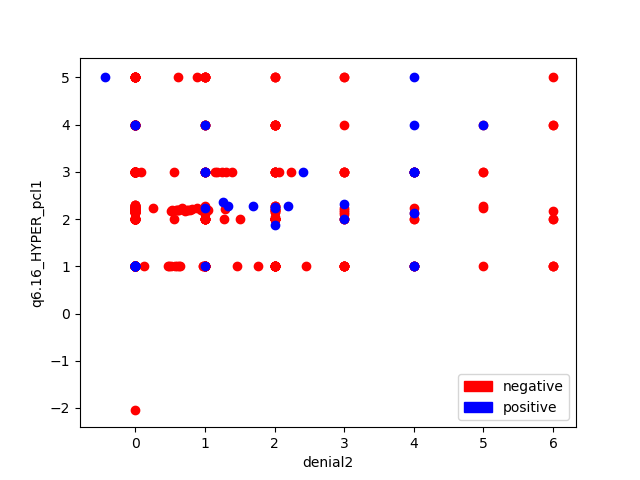 5
4
3
2
1
0
−1
−2
q6.16_HYPER_pcl1
0 1 2 3 4 5 6
denial2
negative
positive